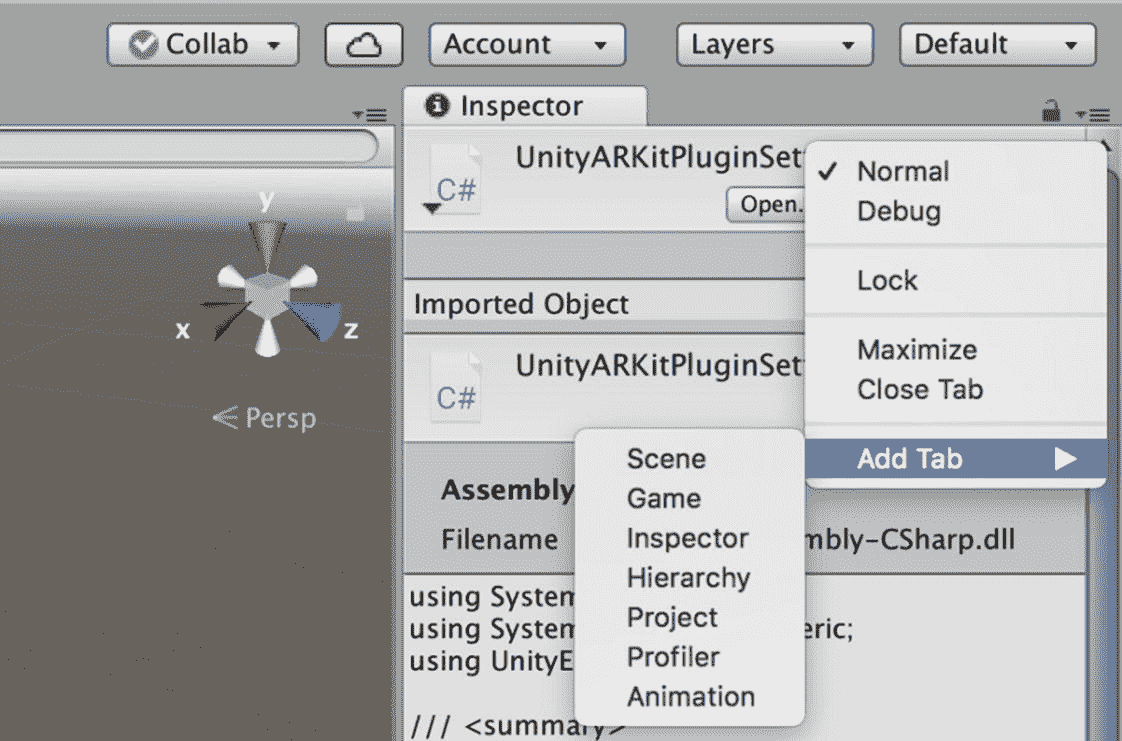 Collab
Account
Layers
Default
Inspector
UnityARKitPluginSet
Open.
Normal
Debug
Lock
Maximize
Close Tab
Add Tab
Imported Object
UnityARKitPluginSet
C#
C#
y
x
z
Persp
Scene
Game
Inspector
Hierarchy
Project
Profiler
Animation
Assembly
Filename mbly-CSharp.dll
using System
using System eric;
using UnityE
/// <summary>